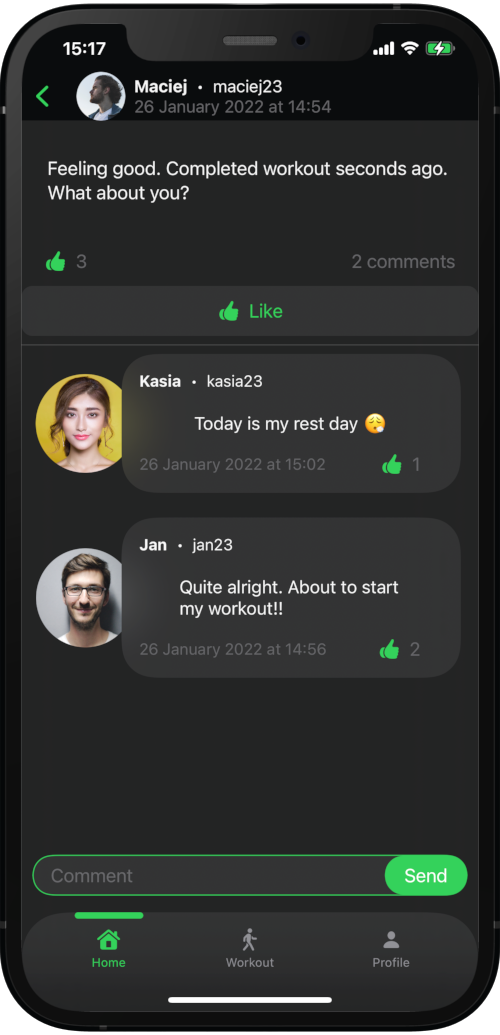 15:17
Maciej • maciej23
26 January 2022 at 14:54
Feeling good. Completed workout seconds ago.
What about you?
3
2 comments
Like
Kasia • kasia23
Today is my rest day 😮‍💨
26 January 2022 at 15:02
1
Jan • jan23
Quite alright. About to start
my workout!!
26 January 2022 at 14:56
2
Comment
Send
Home
Workout
Profile